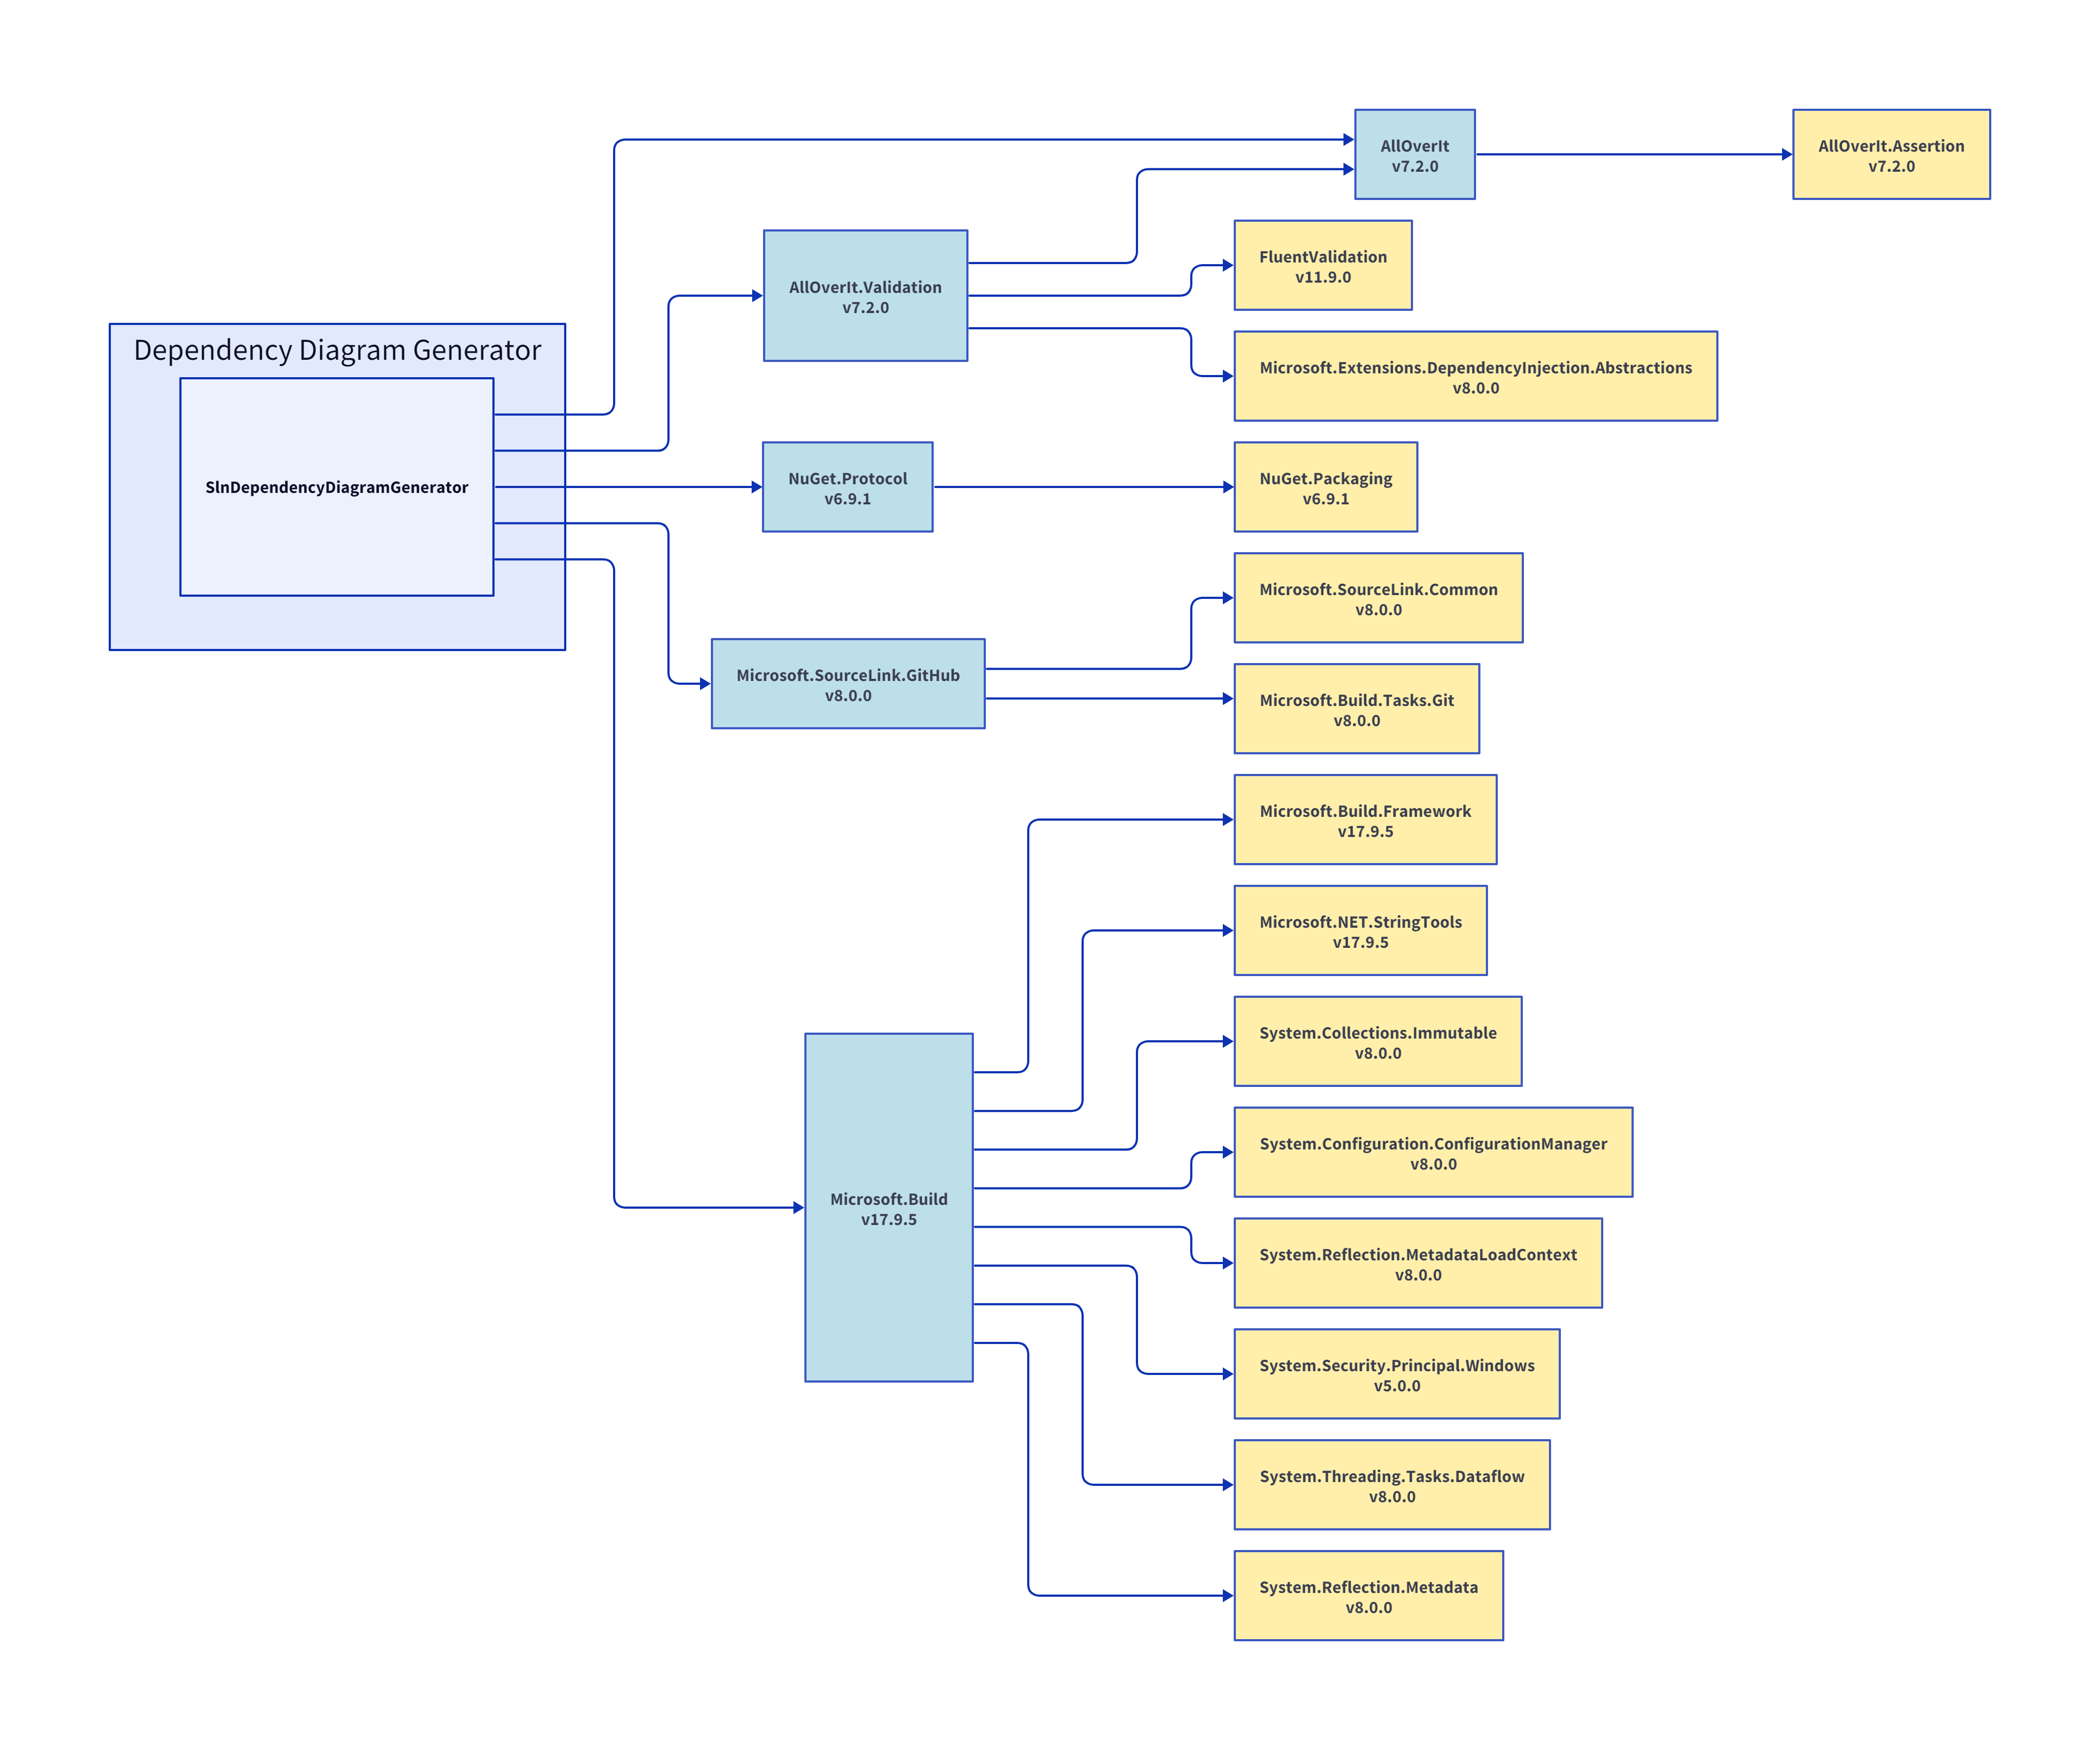 AllOverIt
v7.2.0
AllOverIt.Assertion
v7.2.0
FluentValidation
v11.9.0
AllOverIt.Validation
v7.2.0
Dependency Diagram Generator
Microsoft.Extensions.DependencyInjection.Abstractions
v8.0.0
SlnDependencyDiagramGenerator
NuGet.Protocol
v6.9.1
NuGet.Packaging
v6.9.1
Microsoft.SourceLink.Common
v8.0.0
Microsoft.SourceLink.GitHub
v8.0.0
Microsoft.Build.Tasks.Git
v8.0.0
Microsoft.Build.Framework
v17.9.5
Microsoft.NET.StringTools
v17.9.5
System.Collections.Immutable
v8.0.0
System.Configuration.ConfigurationManager
v8.0.0
Microsoft.Build
v17.9.5
System.Reflection.MetadataLoadContext
v8.0.0
System.Security.Principal.Windows
v5.0.0
System.Threading.Tasks.Dataflow
v8.0.0
System.Reflection.Metadata
v8.0.0